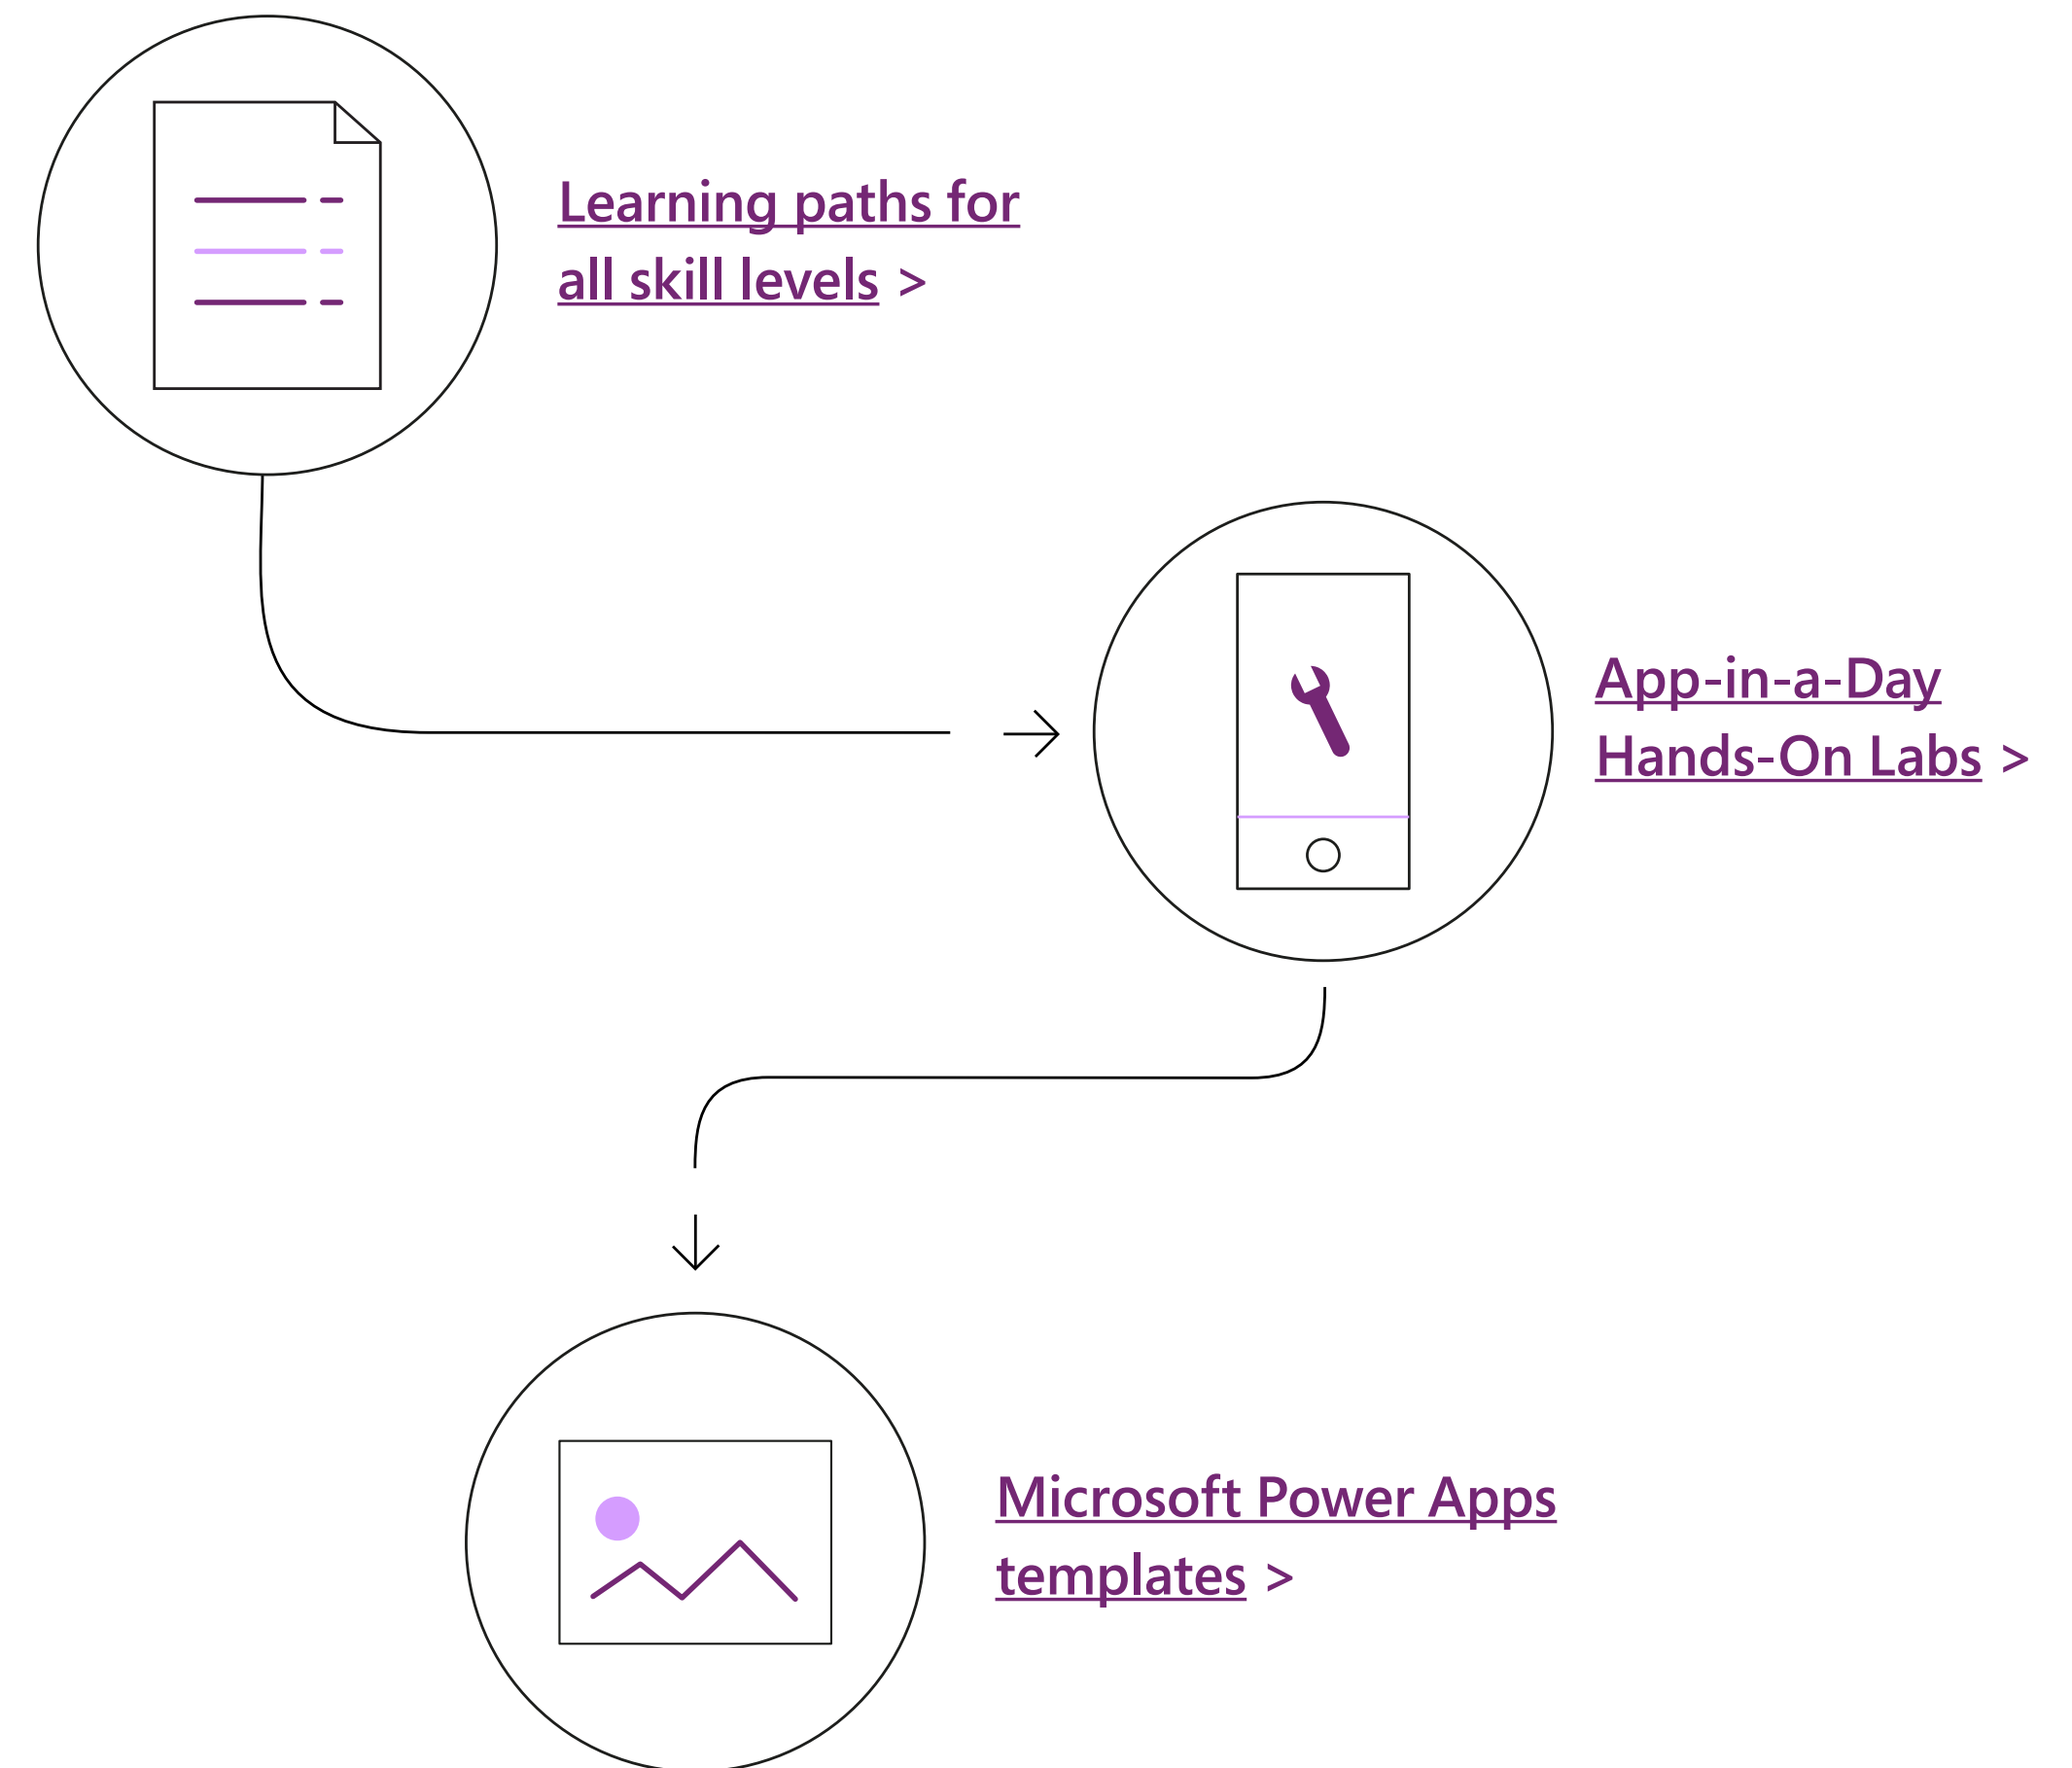 Learning paths for
all skill levels >
App-in-a-Day
Hands-On Labs >
Microsoft Power Apps
templates >